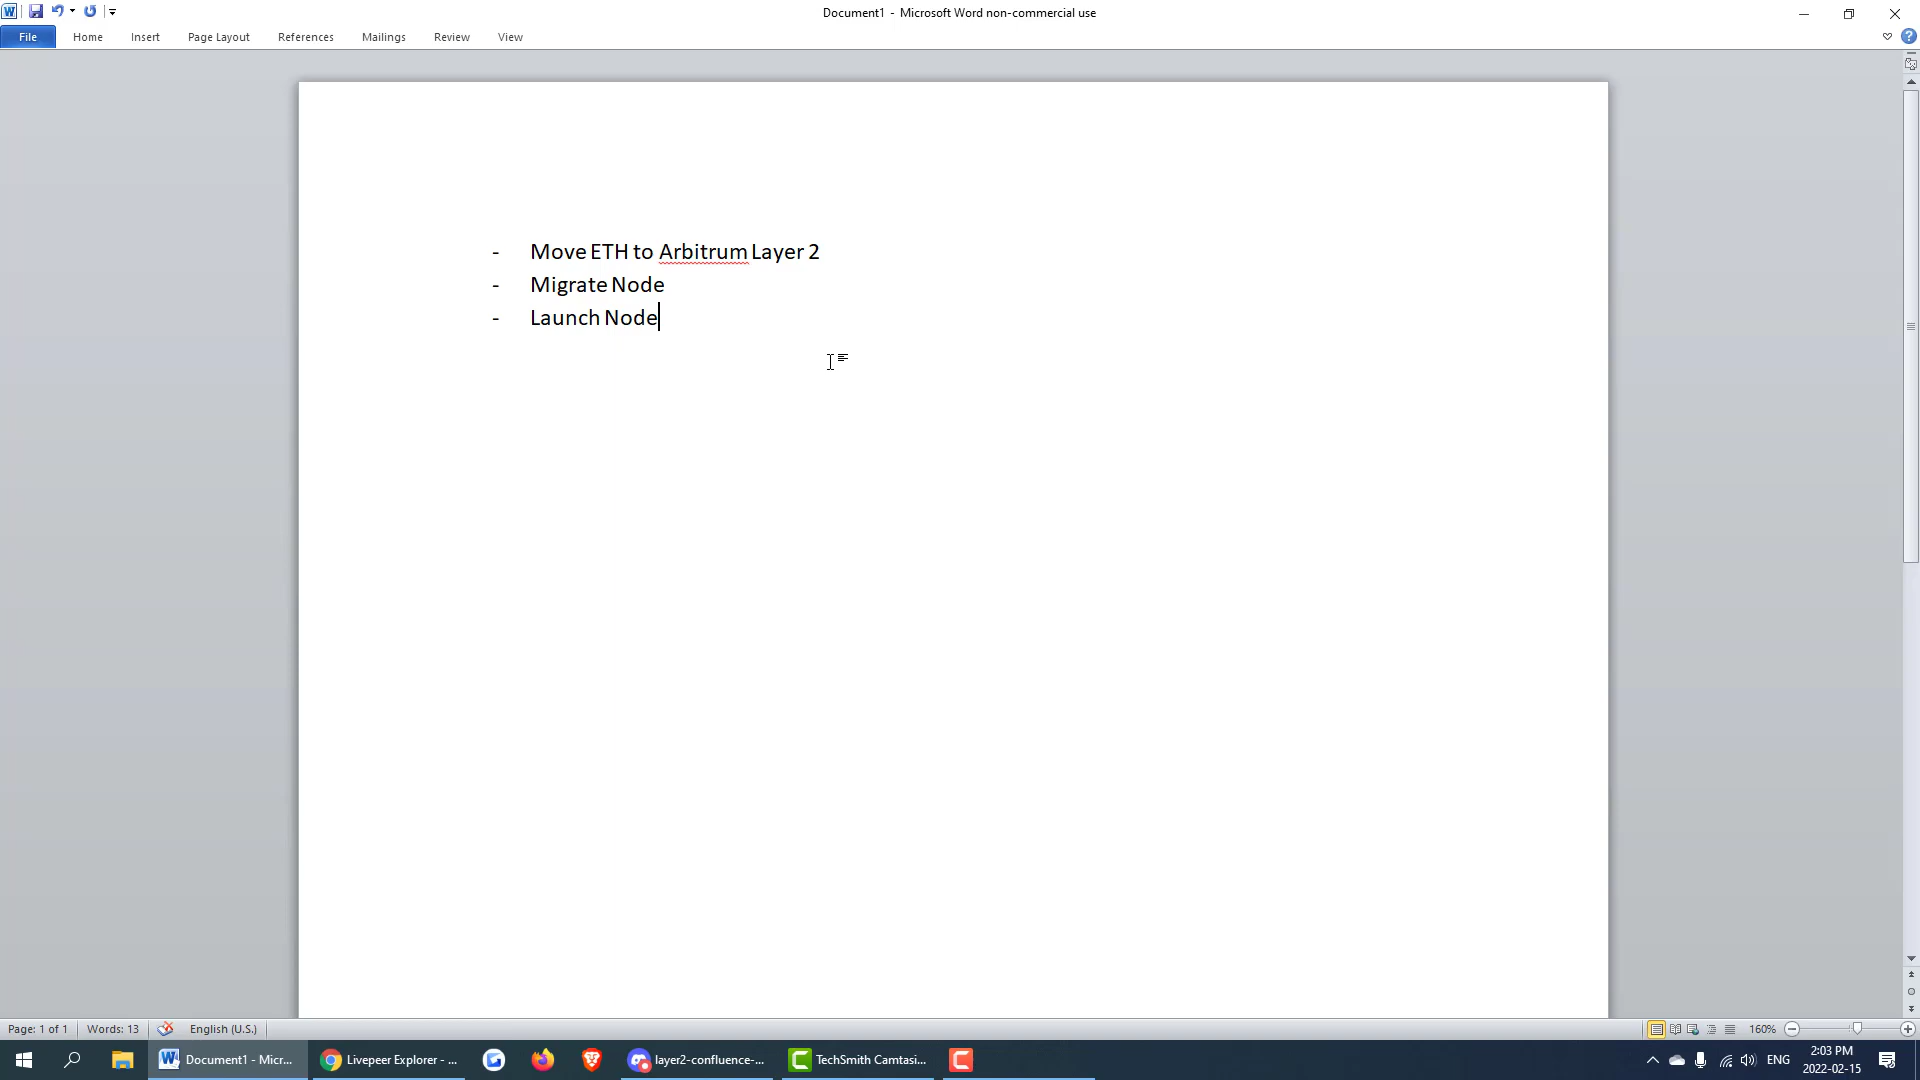 Document1 - Microsoft Word non-commercial use
File Home Insert Page Layout References Mailings Review View
- Move ETH to Arbitrum Layer 2
- Migrate Node
- Launch Node
Page: 1 of 1 Words: 13 English (U.S.) 160%
Document1 - Micr... Livepeer Explorer - ... layer2-confluence-... TechSmith Camtasi... ENG 2:03 PM
2022-02-15